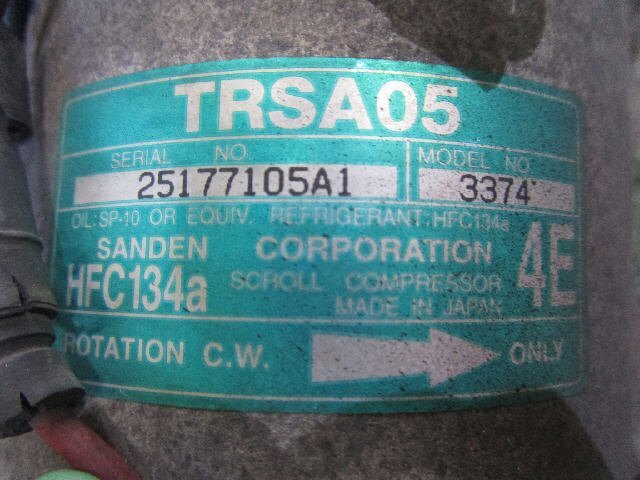 TRSA05
SERIAL NO. MODEL NO.
25177105A1 3374
OIL: SP-10 OR EQUIV. REFRIGERANT: HFC134a
SANDEN CORPORATION 4E
HFC134a SCROLL COMPRESSOR
MADE IN JAPAN
ROTATION C.W. ONLY